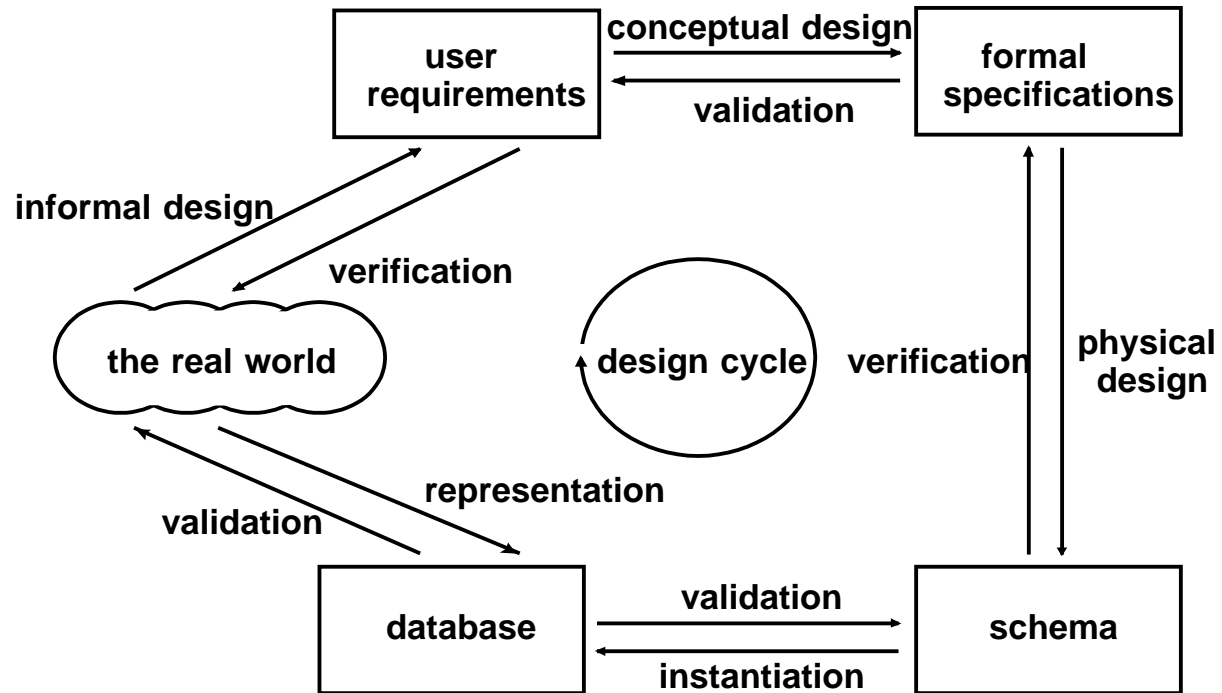 conceptual design
user
requirements
formal
specifications
validation
informal design
verification
the real world
design cycle
verification
physical
design
representation
validation
database
validation
instantiation
schema